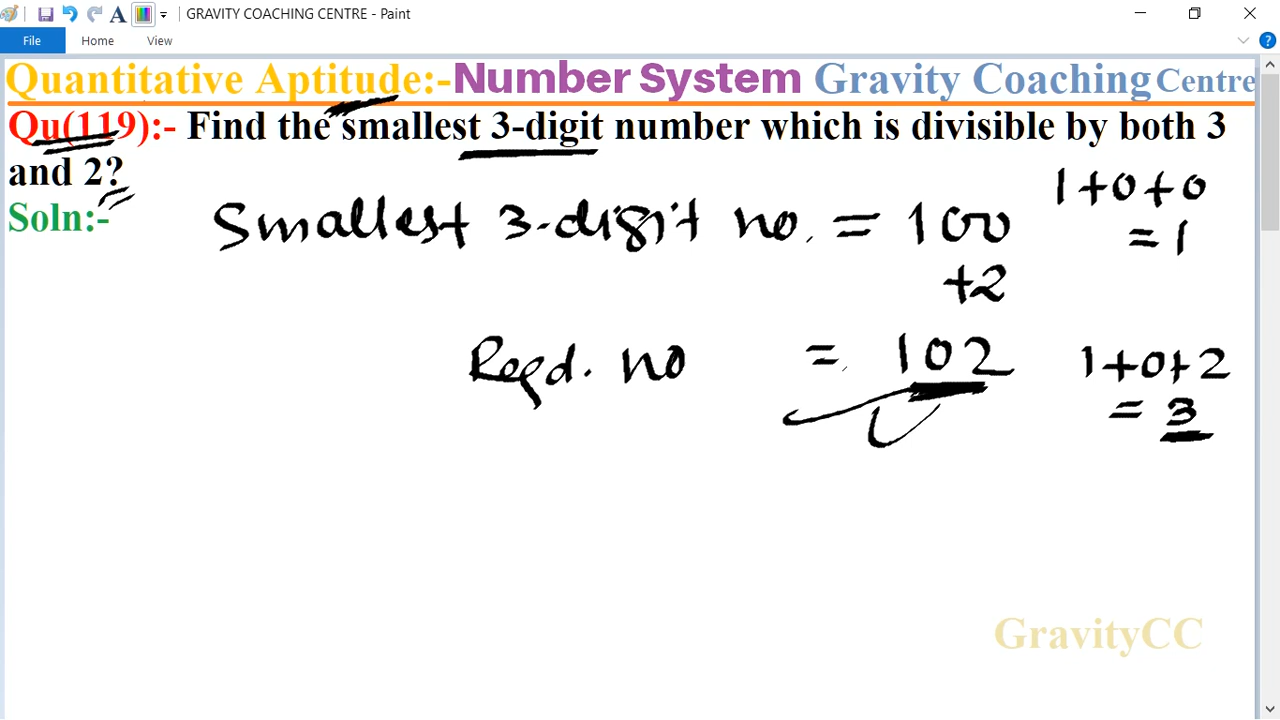 GRAVITY COACHING CENTRE - Paint
File Home View
Quantitative Aptitude:-Number System Gravity Coaching Centre
Qu(119):- Find the smallest 3-digit number which is divisible by both 3
and 2?
Soln:-
Smallest 3-digit no. = 100
1+0+0
= 1
+2
Reqd. no = 102
1+0+2
= 3
GravityCC